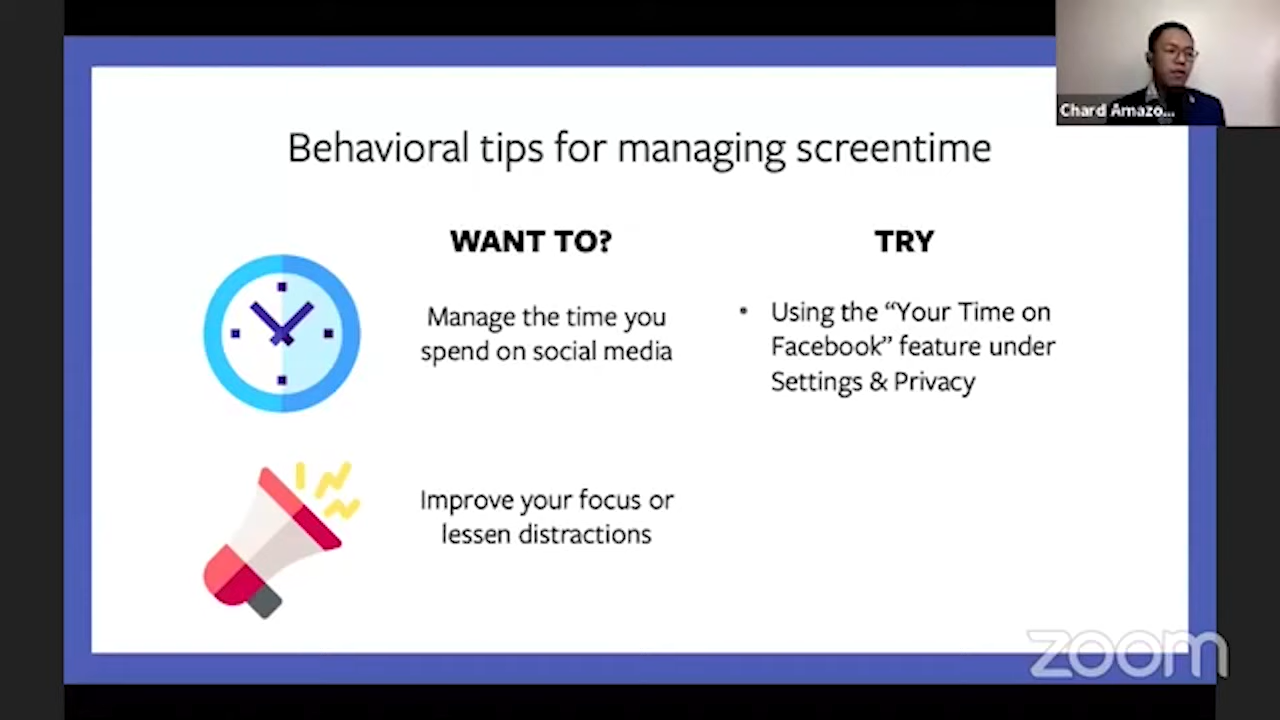 Chard Amazo...
Behavioral tips for managing screentime
WANT TO?
TRY
Manage the time you
spend on social media
• Using the “Your Time on
Facebook” feature under
Settings & Privacy
Improve your focus or
lessen distractions
zoom